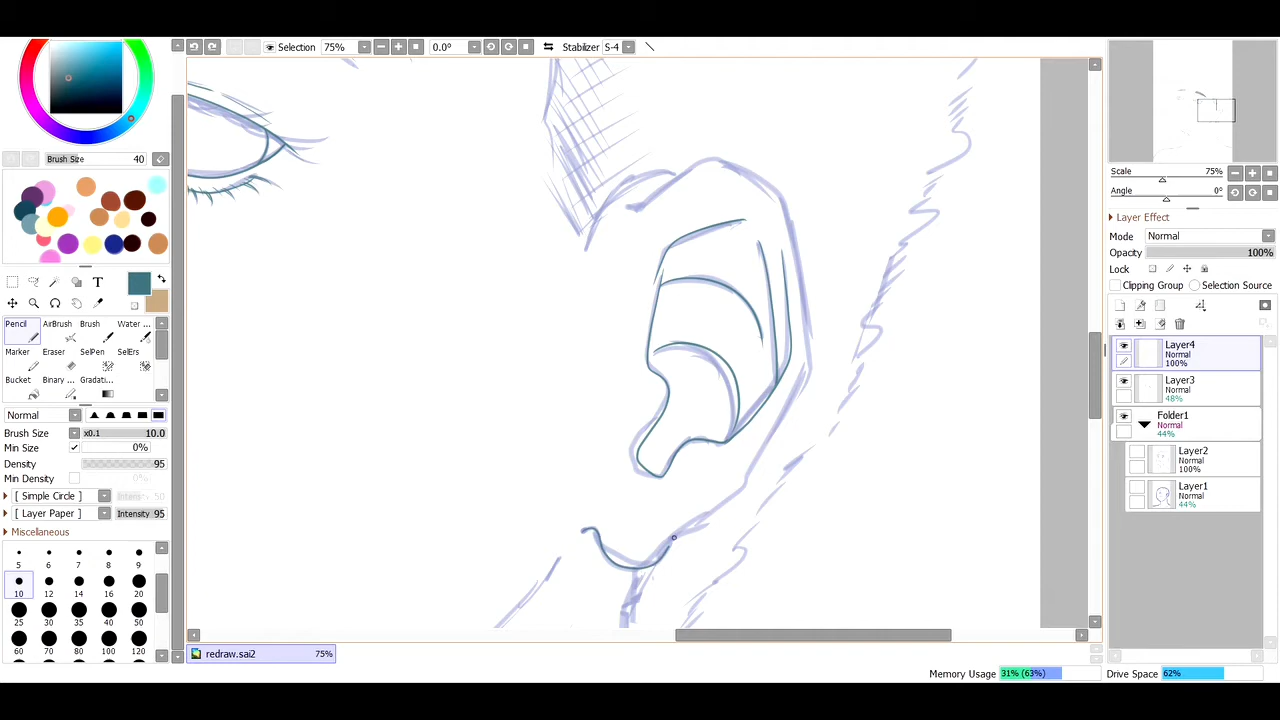 Selection 75% 0.0° Stabilizer S-4
Brush Size 40
T
Pencil AirBrush Brush Water ...
Marker Eraser SelPen SelErs
Bucket Binary ... Gradati...
Normal
Brush Size x0.1 10.0
Min Size 0%
Density 95
Min Density 0%
[ Simple Circle ] Intensity 50
[ Layer Paper ] Intensity 95
Miscellaneous
5 6 7 8 9
10 12 14 16 20
25 30 35 40 50
60 70 80 100 120
redraw.sai2 75%
Memory Usage 31% (63%) Drive Space 62%
Scale 75%
Angle 0°
Layer Effect
Mode Normal
Opacity 100%
Lock
Clipping Group Selection Source
Layer4
Normal
100%
Layer3
Normal
48%
Folder1
Normal
44%
Layer2
Normal
100%
Layer1
Normal
44%